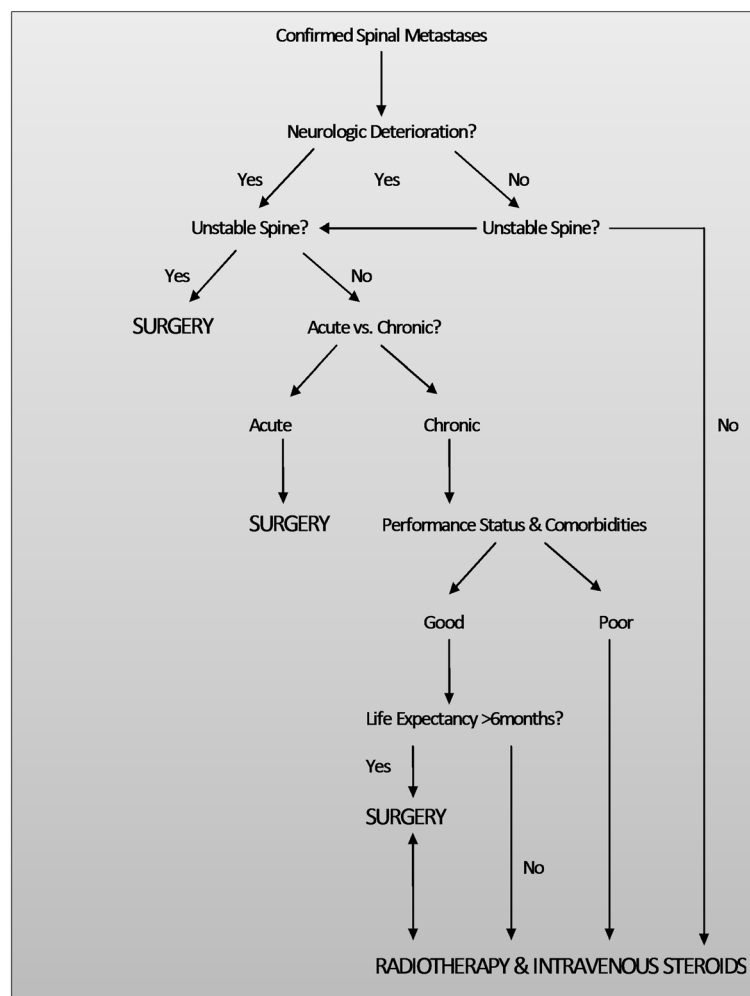 Confirmed Spinal Metastases
Neurologic Deterioration?
Yes Yes No
Unstable Spine? Unstable Spine?
Yes No
SURGERY Acute vs. Chronic?
Acute Chronic No
SURGERY Performance Status & Comorbidities
Good Poor
Life Expectancy >6months?
Yes
SURGERY
No
RADIOTHERAPY & INTRAVENOUS STEROIDS